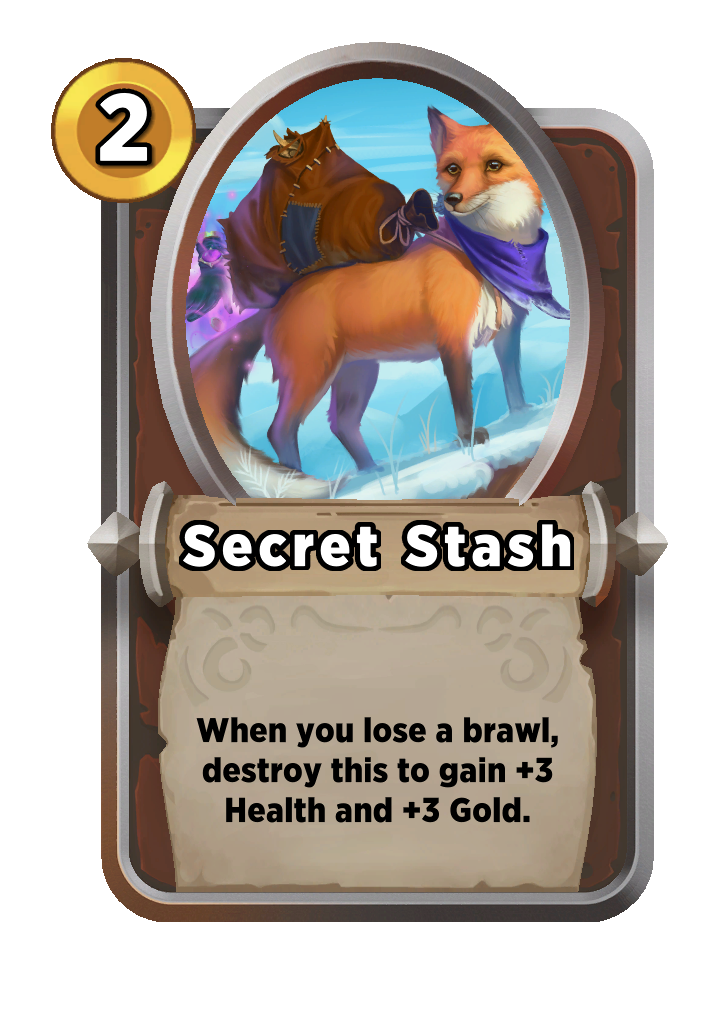 2
Secret Stash
When you lose a brawl,
destroy this to gain +3
Health and +3 Gold.